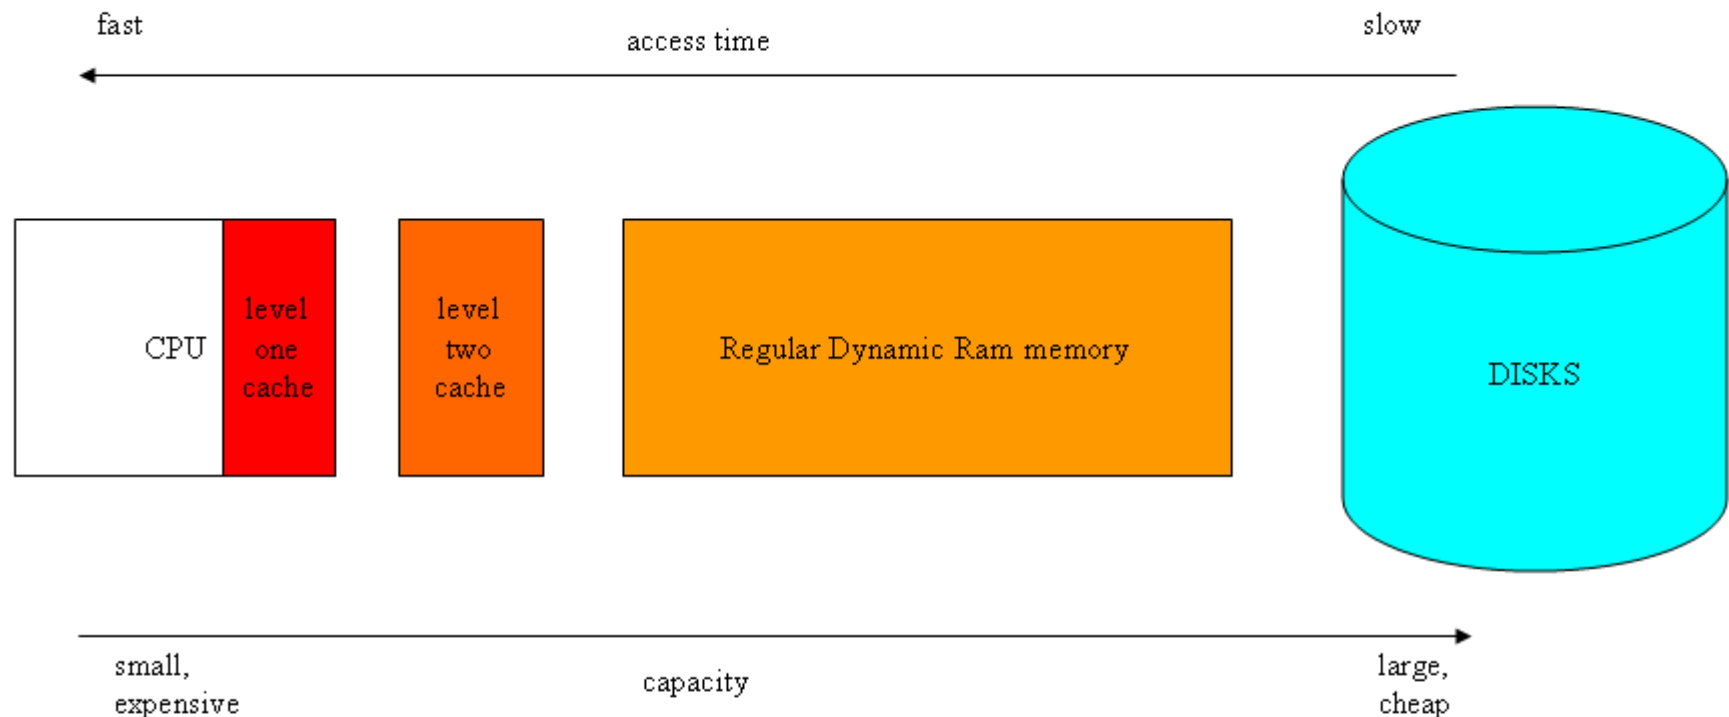 fast
access time
slow
CPU
level
one
cache
level
two
cache
Regular Dynamic Ram memory
DISKS
small,
expensive
capacity
large,
cheap